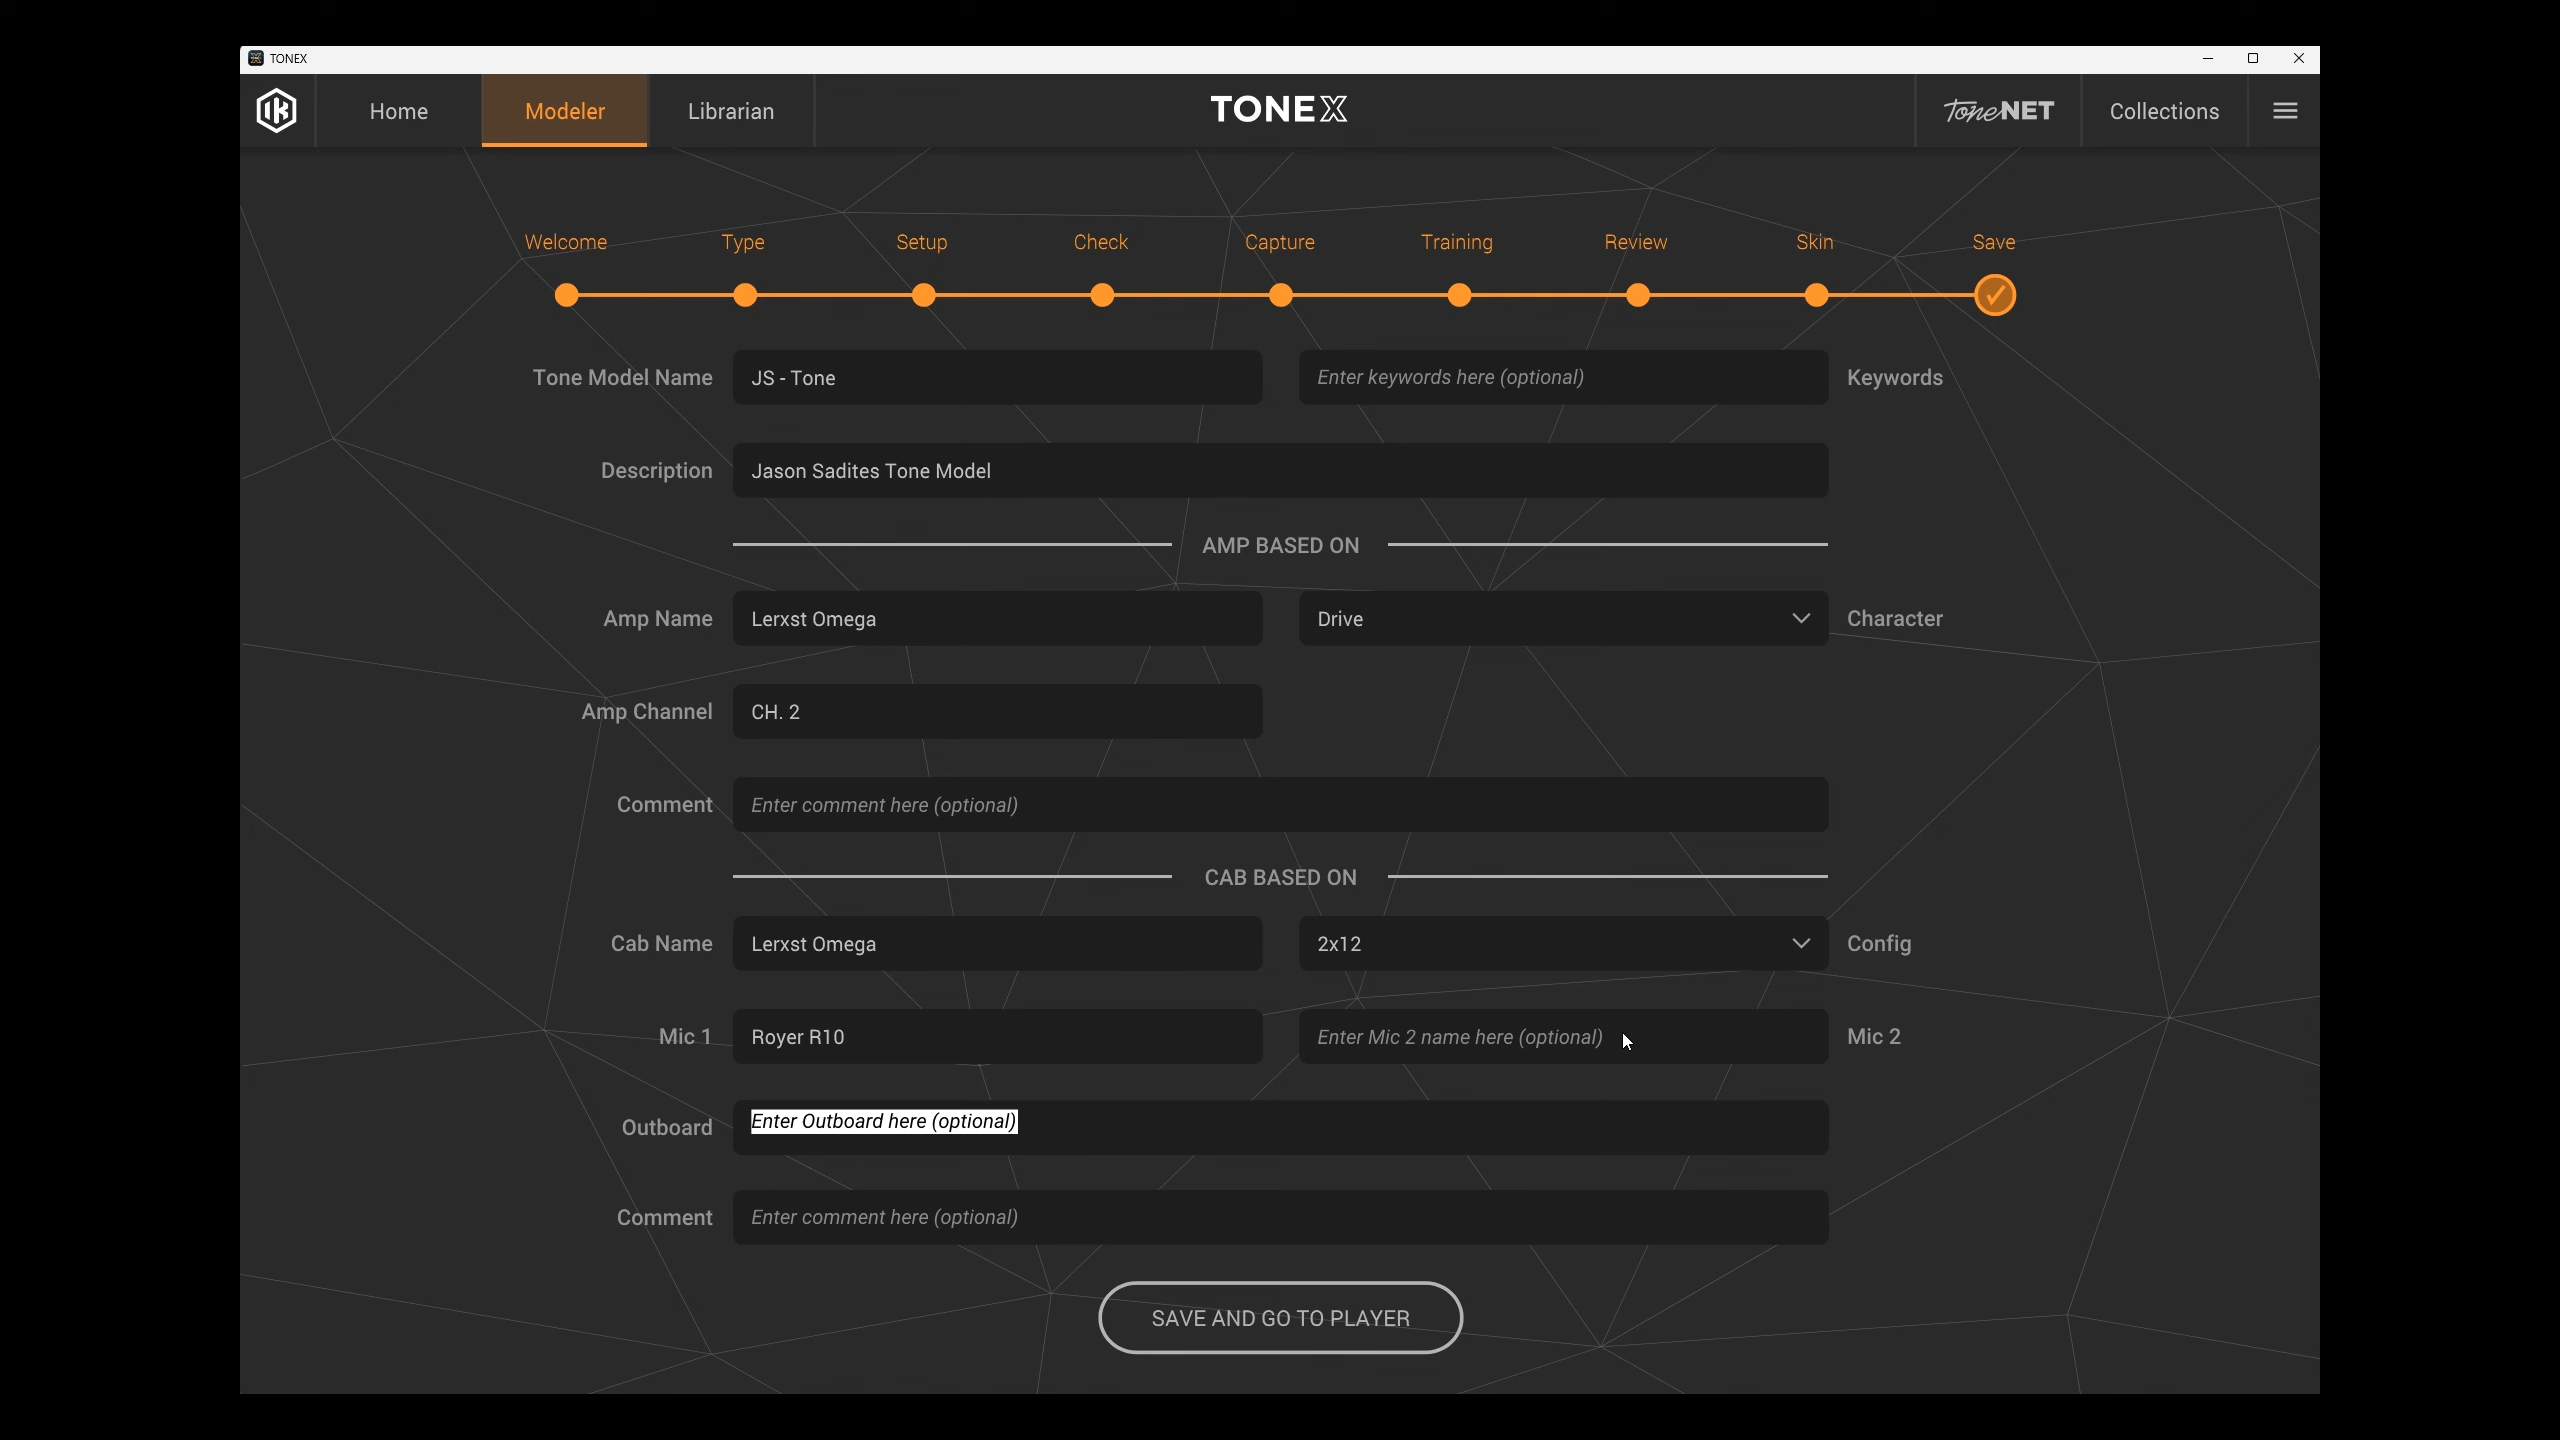 TONEX
Home Modeler Librarian TONEX ToneNET Collections
Welcome Type Setup Check Capture Training Review Skin Save
Tone Model Name JS - Tone Enter keywords here (optional) Keywords
Description Jason Sadites Tone Model
AMP BASED ON
Amp Name Lerxst Omega Drive Character
Amp Channel CH. 2
Comment Enter comment here (optional)
CAB BASED ON
Cab Name Lerxst Omega 2x12 Config
Mic 1 Royer R10 Enter Mic 2 name here (optional) Mic 2
Outboard Enter Outboard here (optional)
Comment Enter comment here (optional)
SAVE AND GO TO PLAYER